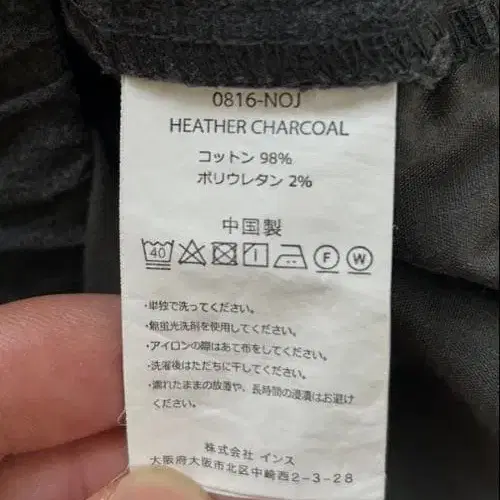 0816-NOJ
HEATHER CHARCOAL
コットン 98%
ポリウレタン 2%
中国製
40
F W
・単独で洗ってください。
・無蛍光洗剤を使用してください。
・アイロンの際はあて布をしてください。
・洗濯後はただちに干してください。
・濡れたままの放置や、長時間の浸漬はお避け
ください。
株式会社 インス
大阪府大阪市北区中崎西2-3-28